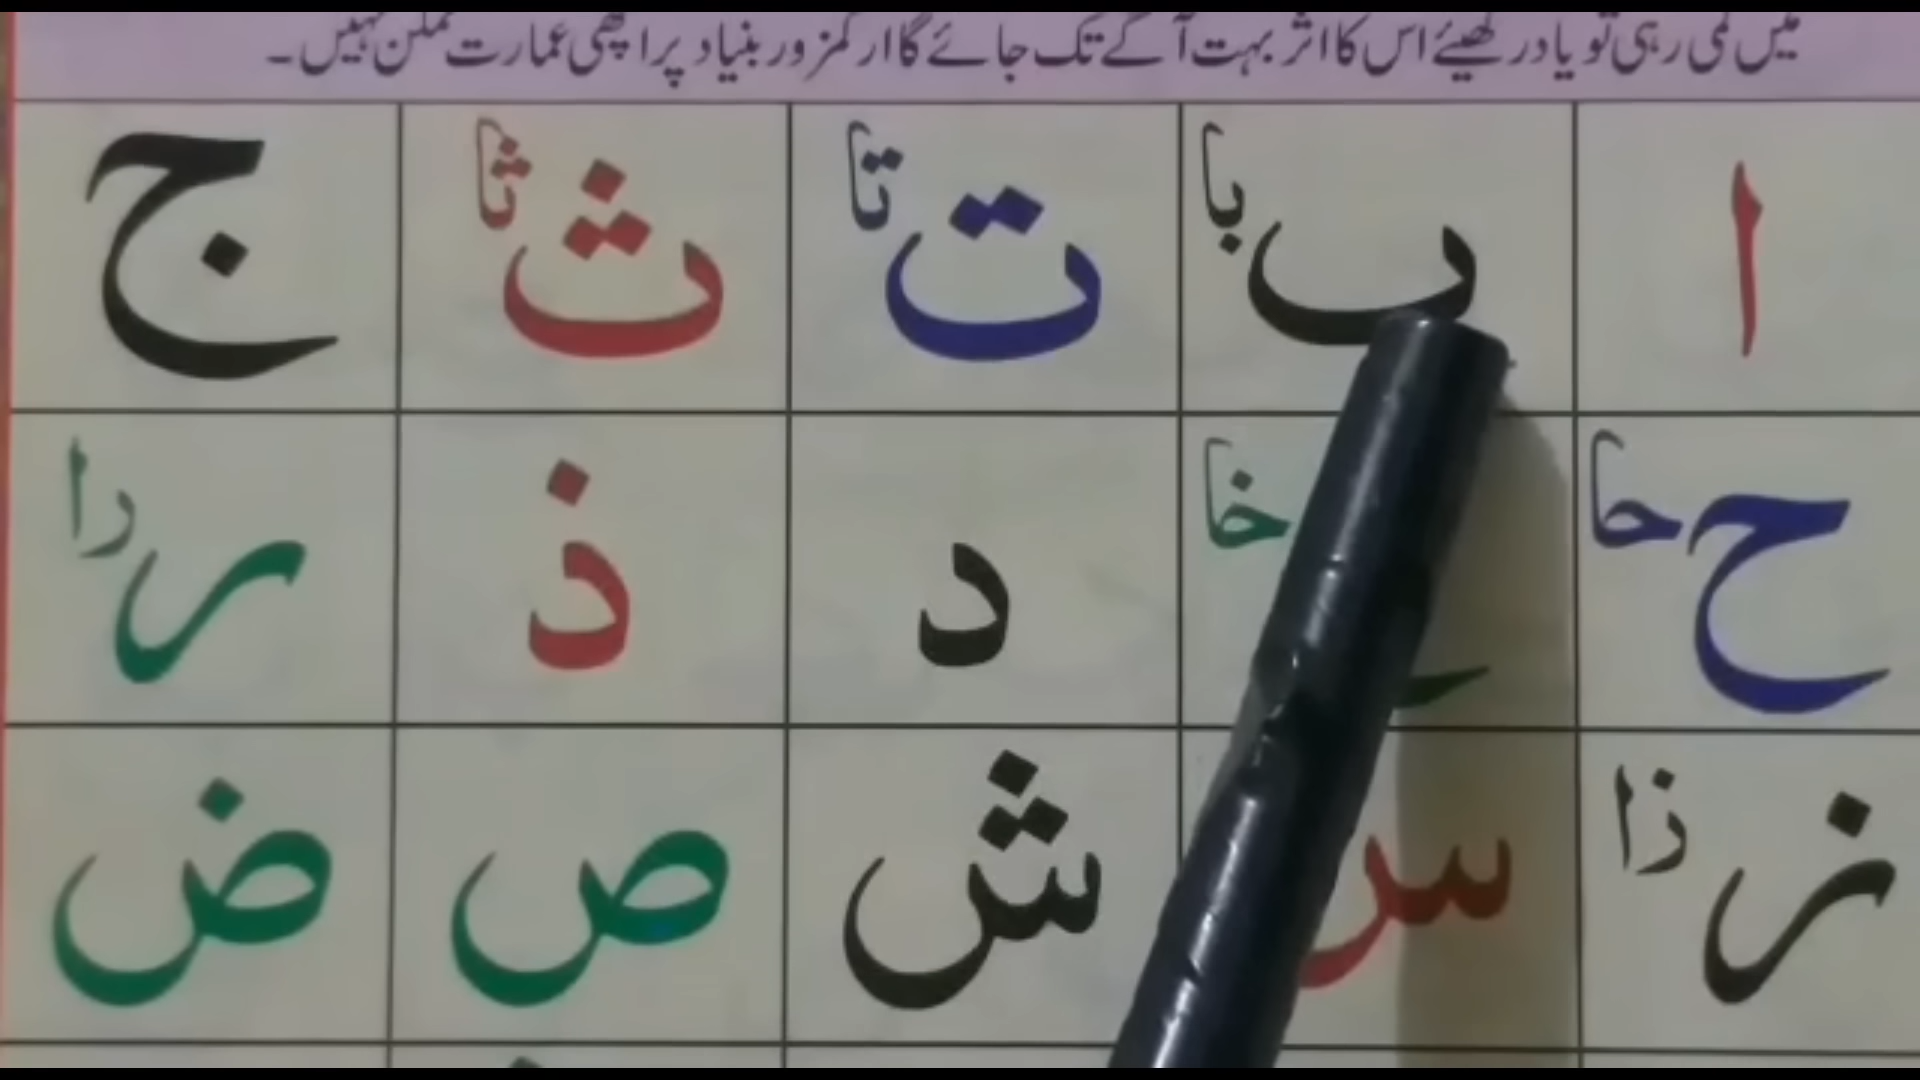 میں کمی رہی تو یاد رکھیئے اس کا اثر بہت آگے تک جائے گا ار کمزور بنیاد پر اچھی عمارت ممکن نہیں۔
ا ب با ت تا ث ثا ج
ح حا خا د ذ ر را
ز زا س ش ص ض